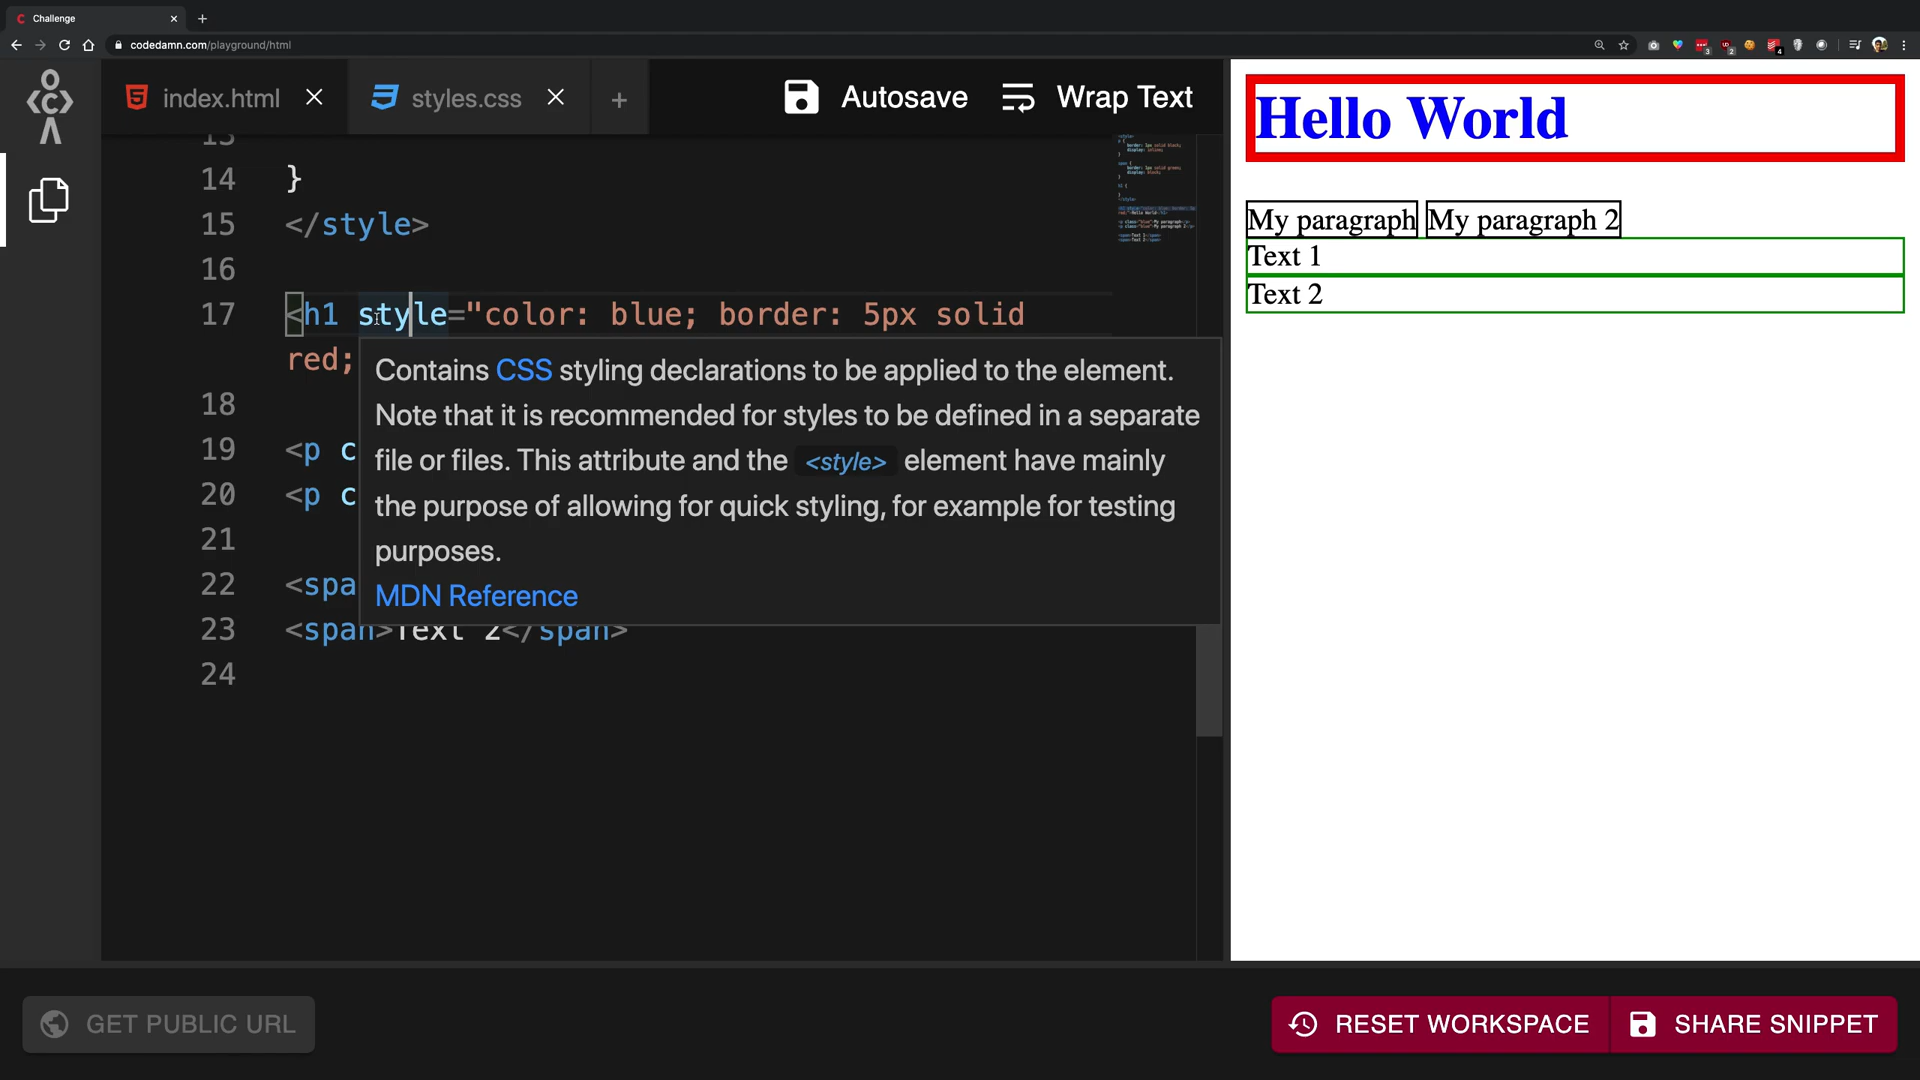 Challenge
codedamn.com/playground/html
index.html
styles.css
Autosave
Wrap Text
13
14 }
15 </style>
16
17 <h1 style="color: blue; border: 5px solid
red;
18
19 <p c
20 <p c
21
22 <spa
23 <span>Text 2</span>
24
Contains CSS styling declarations to be applied to the element.
Note that it is recommended for styles to be defined in a separate
file or files. This attribute and the <style> element have mainly
the purpose of allowing for quick styling, for example for testing
purposes.
MDN Reference
Hello World
My paragraph My paragraph 2
Text 1
Text 2
GET PUBLIC URL
RESET WORKSPACE
SHARE SNIPPET